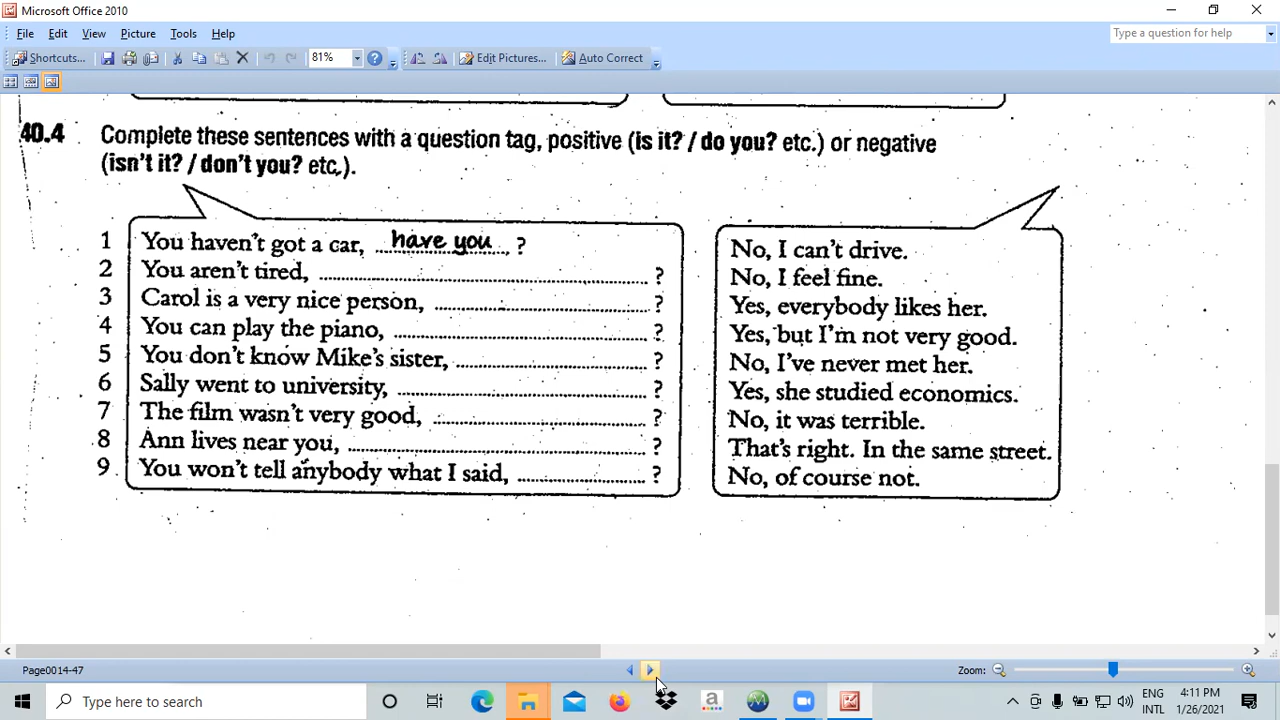 Microsoft Office 2010
File Edit View Picture Tools Help
Type a question for help
Shortcuts... 81% Edit Pictures... Auto Correct
40.4 Complete these sentences with a question tag, positive (is it? / do you? etc.) or negative
(isn't it? / don't you? etc.).
1 You haven't got a car, have you ?
2 You aren't tired, ?
3 Carol is a very nice person, ?
4 You can play the piano, ?
5 You don't know Mike's sister, ?
6 Sally went to university, ?
7 The film wasn't very good, ?
8 Ann lives near you, ?
9 You won't tell anybody what I said, ?
No, I can't drive.
No, I feel fine.
Yes, everybody likes her.
Yes, but I'm not very good.
No, I've never met her.
Yes, she studied economics.
No, it was terrible.
That's right. In the same street.
No, of course not.
Page0014-47
Zoom:
Type here to search
ENG
INTL
4:11 PM
1/26/2021